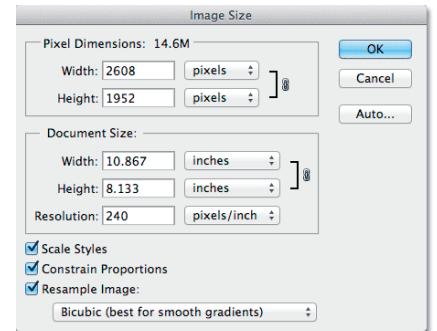 Image Size
Pixel Dimensions: 14.6M
OK
Width: 2608 pixels
Cancel
Height: 1952 pixels
Auto...
Document Size:
Width: 10.867 inches
Height: 8.133 inches
Resolution: 240 pixels/inch
Scale Styles
Constrain Proportions
Resample Image:
Bicubic (best for smooth gradients)